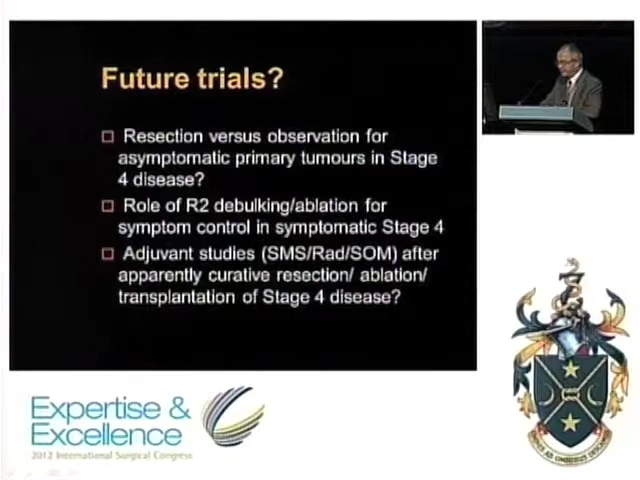 Future trials?
Resection versus observation for
asymptomatic primary tumours in Stage
4 disease?
Role of R2 debulking/ablation for
symptom control in symptomatic Stage 4
Adjuvant studies (SMS/Rad/SOM) after
apparently curative resection/ ablation/
transplantation of Stage 4 disease?
Expertise &
Excellence
2012 International Surgical Congress